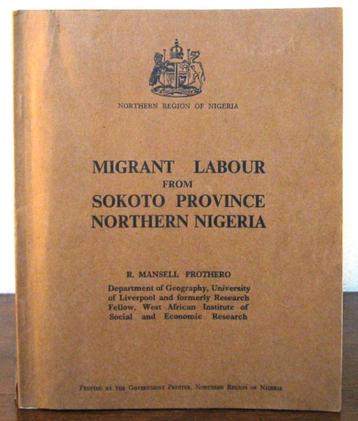 NORTHERN REGION OF NIGERIA
MIGRANT LABOUR
FROM
SOKOTO PROVINCE
NORTHERN NIGERIA
R. MANSELL PROTHERO
Department of Geography, University
of Liverpool and formerly Research
Fellow, West African Institute of
Social and Economic Research
PRINTED BY THE GOVERNMENT PRINTER, NORTHERN REGION OF NIGERIA